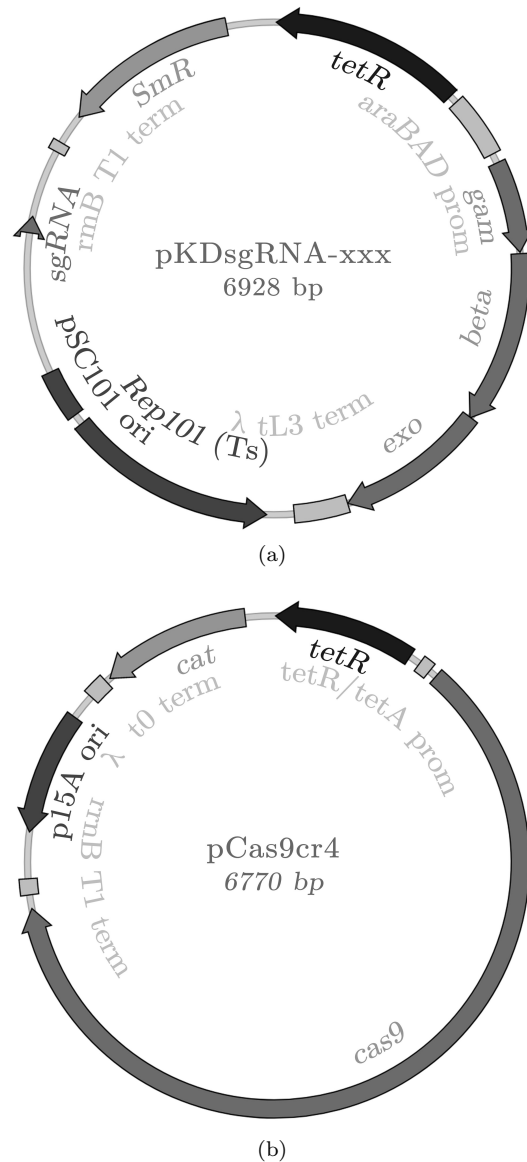 tetR
SmR
araBAD prom
rmB T1 term
gam
sgRNA
pKDsgRNA-xxx
6928 bp
beta
pSC101 ori
Rep101 (Ts)
λ tL3 term
exo
(a)
tetR
cat
tetR/tetA prom
λ t0 term
p15A ori
rrnB T1 term
pCas9cr4
6770 bp
cas9
(b)